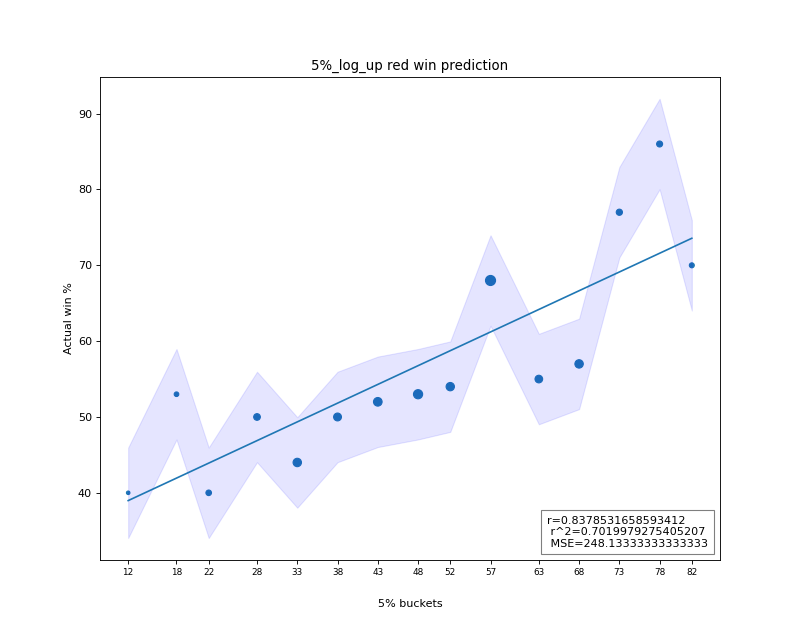 5%_log_up red win prediction
Actual win %
90
80
70
60
50
40
r=0.8378531658593412
r^2=0.7019979275405207
MSE=248.13333333333333
12 18 22 28 33 38 43 48 52 57 63 68 73 78 82
5% buckets